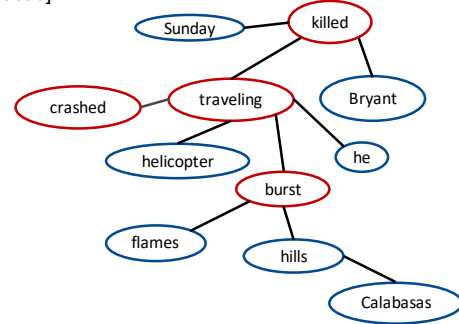 killed
Sunday
traveling
Bryant
crashed
helicopter
he
burst
flames
hills
Calabasas